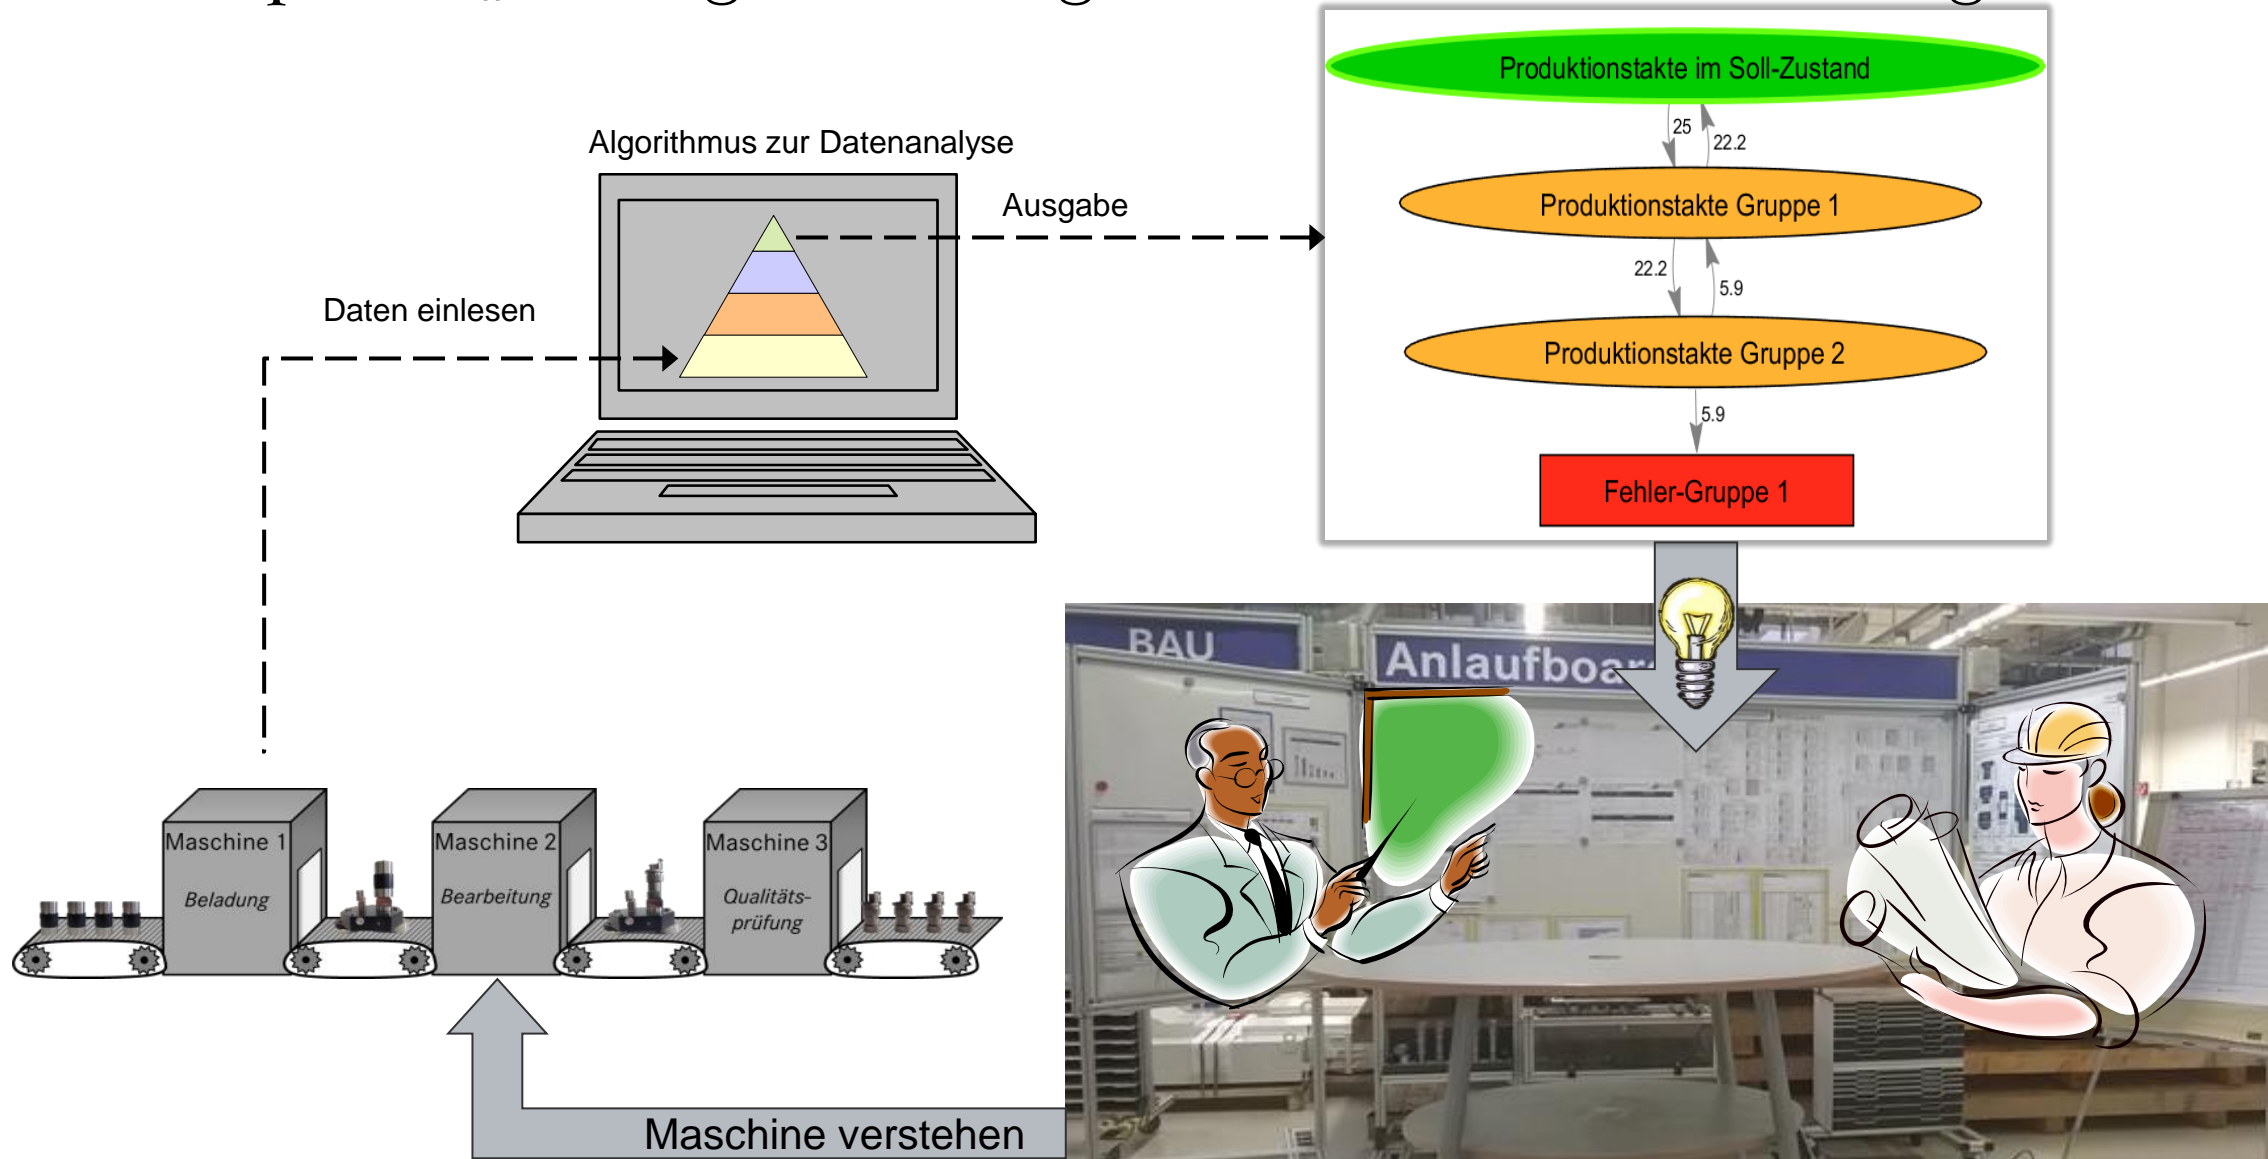 Produktionstakte im Soll-Zustand
25
22.2
Algorithmus zur Datenanalyse
Ausgabe
Produktionstakte Gruppe 1
22.2
5.9
Daten einlesen
Produktionstakte Gruppe 2
5.9
Fehler-Gruppe 1
BAU
Maschine 1
Beladung
Maschine 2
Bearbeitung
Maschine 3
Qualitäts-
prüfung
Maschine verstehen